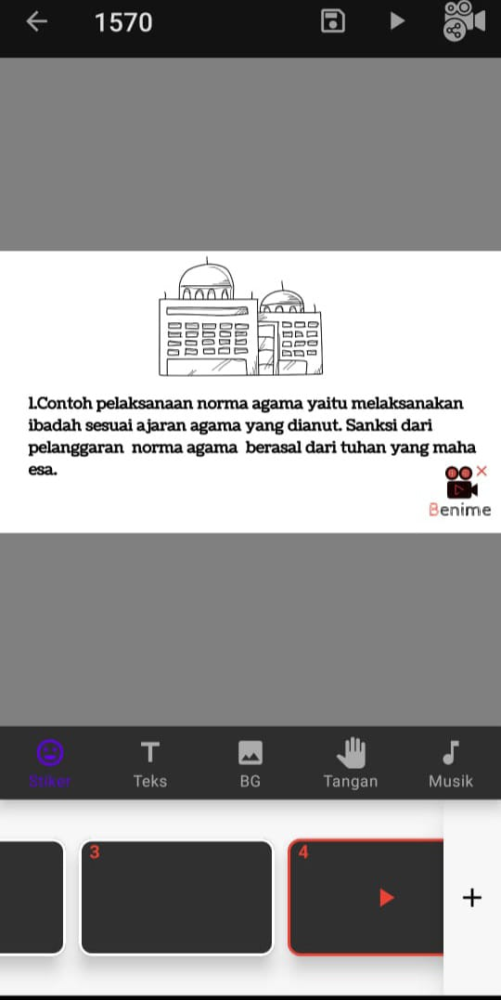 1570
1.Contoh pelaksanaan norma agama yaitu melaksanakan
ibadah sesuai ajaran agama yang dianut. Sanksi dari
pelanggaran norma agama berasal dari tuhan yang maha
esa.
Benime
Stiker
Teks
BG
Tangan
Musik
3
4